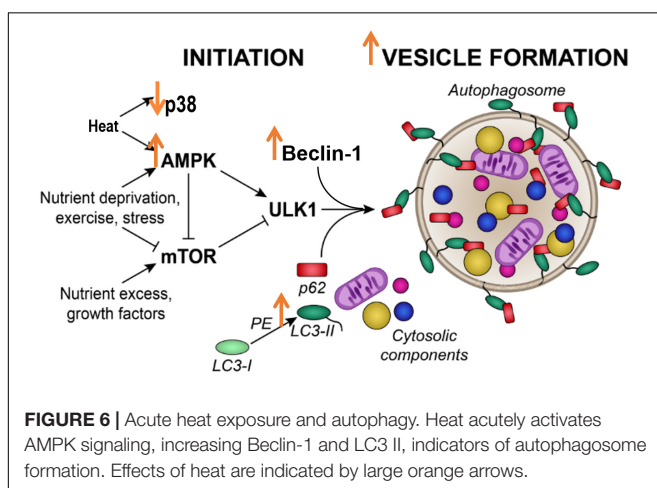 INITIATION
VESICLE FORMATION
Autophagosome
p38
Heat
AMPK
Beclin-1
Nutrient deprivation,
exercise, stress
ULK1
mTOR
Nutrient excess,
growth factors
p62
PE
LC3-II
LC3-I
Cytosolic
components
FIGURE 6 | Acute heat exposure and autophagy. Heat acutely activates
AMPK signaling, increasing Beclin-1 and LC3 II, indicators of autophagosome
formation. Effects of heat are indicated by large orange arrows.